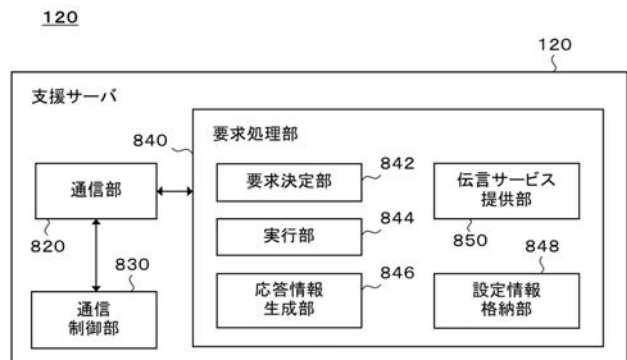 120
120
支援サーバ
840
要求処理部
通信部
820
830
通信
制御部
要求決定部
842
実行部
844
応答情報
生成部
846
伝言サービス
提供部
850
848
設定情報
格納部